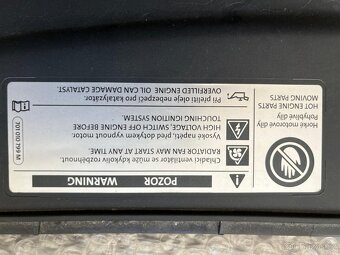 POZOR WARNING
Chladící ventilátor se může kdykoliv rozběhnout.
RADIATOR FAN MAY START AT ANY TIME.
Vysoké napětí, před dotykem vypnout motor.
HIGH VOLTAGE, SWITCH OFF ENGINE BEFORE
TOUCHING IGNITION SYSTEM.
Při přelití oleje nebezpečí pro katalyzátor.
OVERFILLED ENGINE OIL CAN DAMAGE CATALYST.
Horké motorové díly
Pohyblivé díly
HOT ENGINE PARTS
MOVING PARTS
701 010 799 M